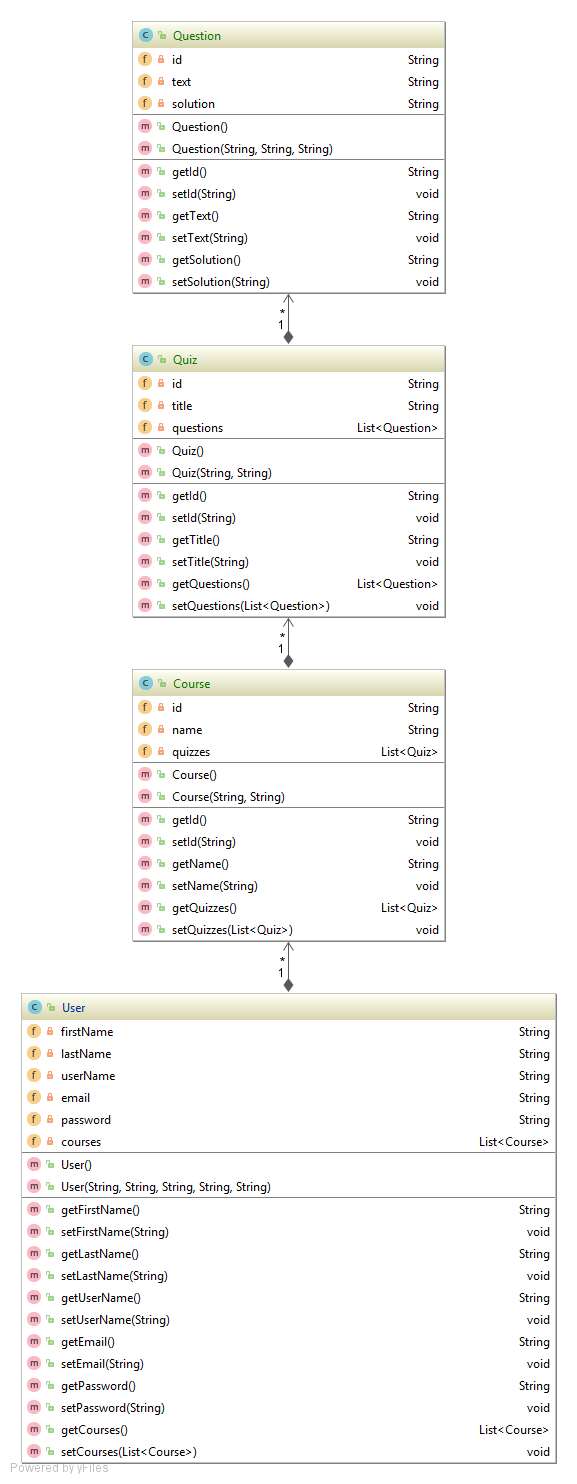 Question
id String
text String
solution String
Question()
Question(String, String, String)
getId() String
setId(String) void
getText() String
setText(String) void
getSolution() String
setSolution(String) void
*
1
Quiz
id String
title String
questions List<Question>
Quiz()
Quiz(String, String)
getId() String
setId(String) void
getTitle() String
setTitle(String) void
getQuestions() List<Question>
setQuestions(List<Question>) void
*
1
Course
id String
name String
quizzes List<Quiz>
Course()
Course(String, String)
getId() String
setId(String) void
getName() String
setName(String) void
getQuizzes() List<Quiz>
setQuizzes(List<Quiz>) void
*
1
User
firstName String
lastName String
userName String
email String
password String
courses List<Course>
User()
User(String, String, String, String, String)
getFirstName() String
setFirstName(String) void
getLastName() String
setLastName(String) void
getUserName() String
setUserName(String) void
getEmail() String
setEmail(String) void
getPassword() String
setPassword(String) void
getCourses() List<Course>
setCourses(List<Course>) void
Powered by yFiles